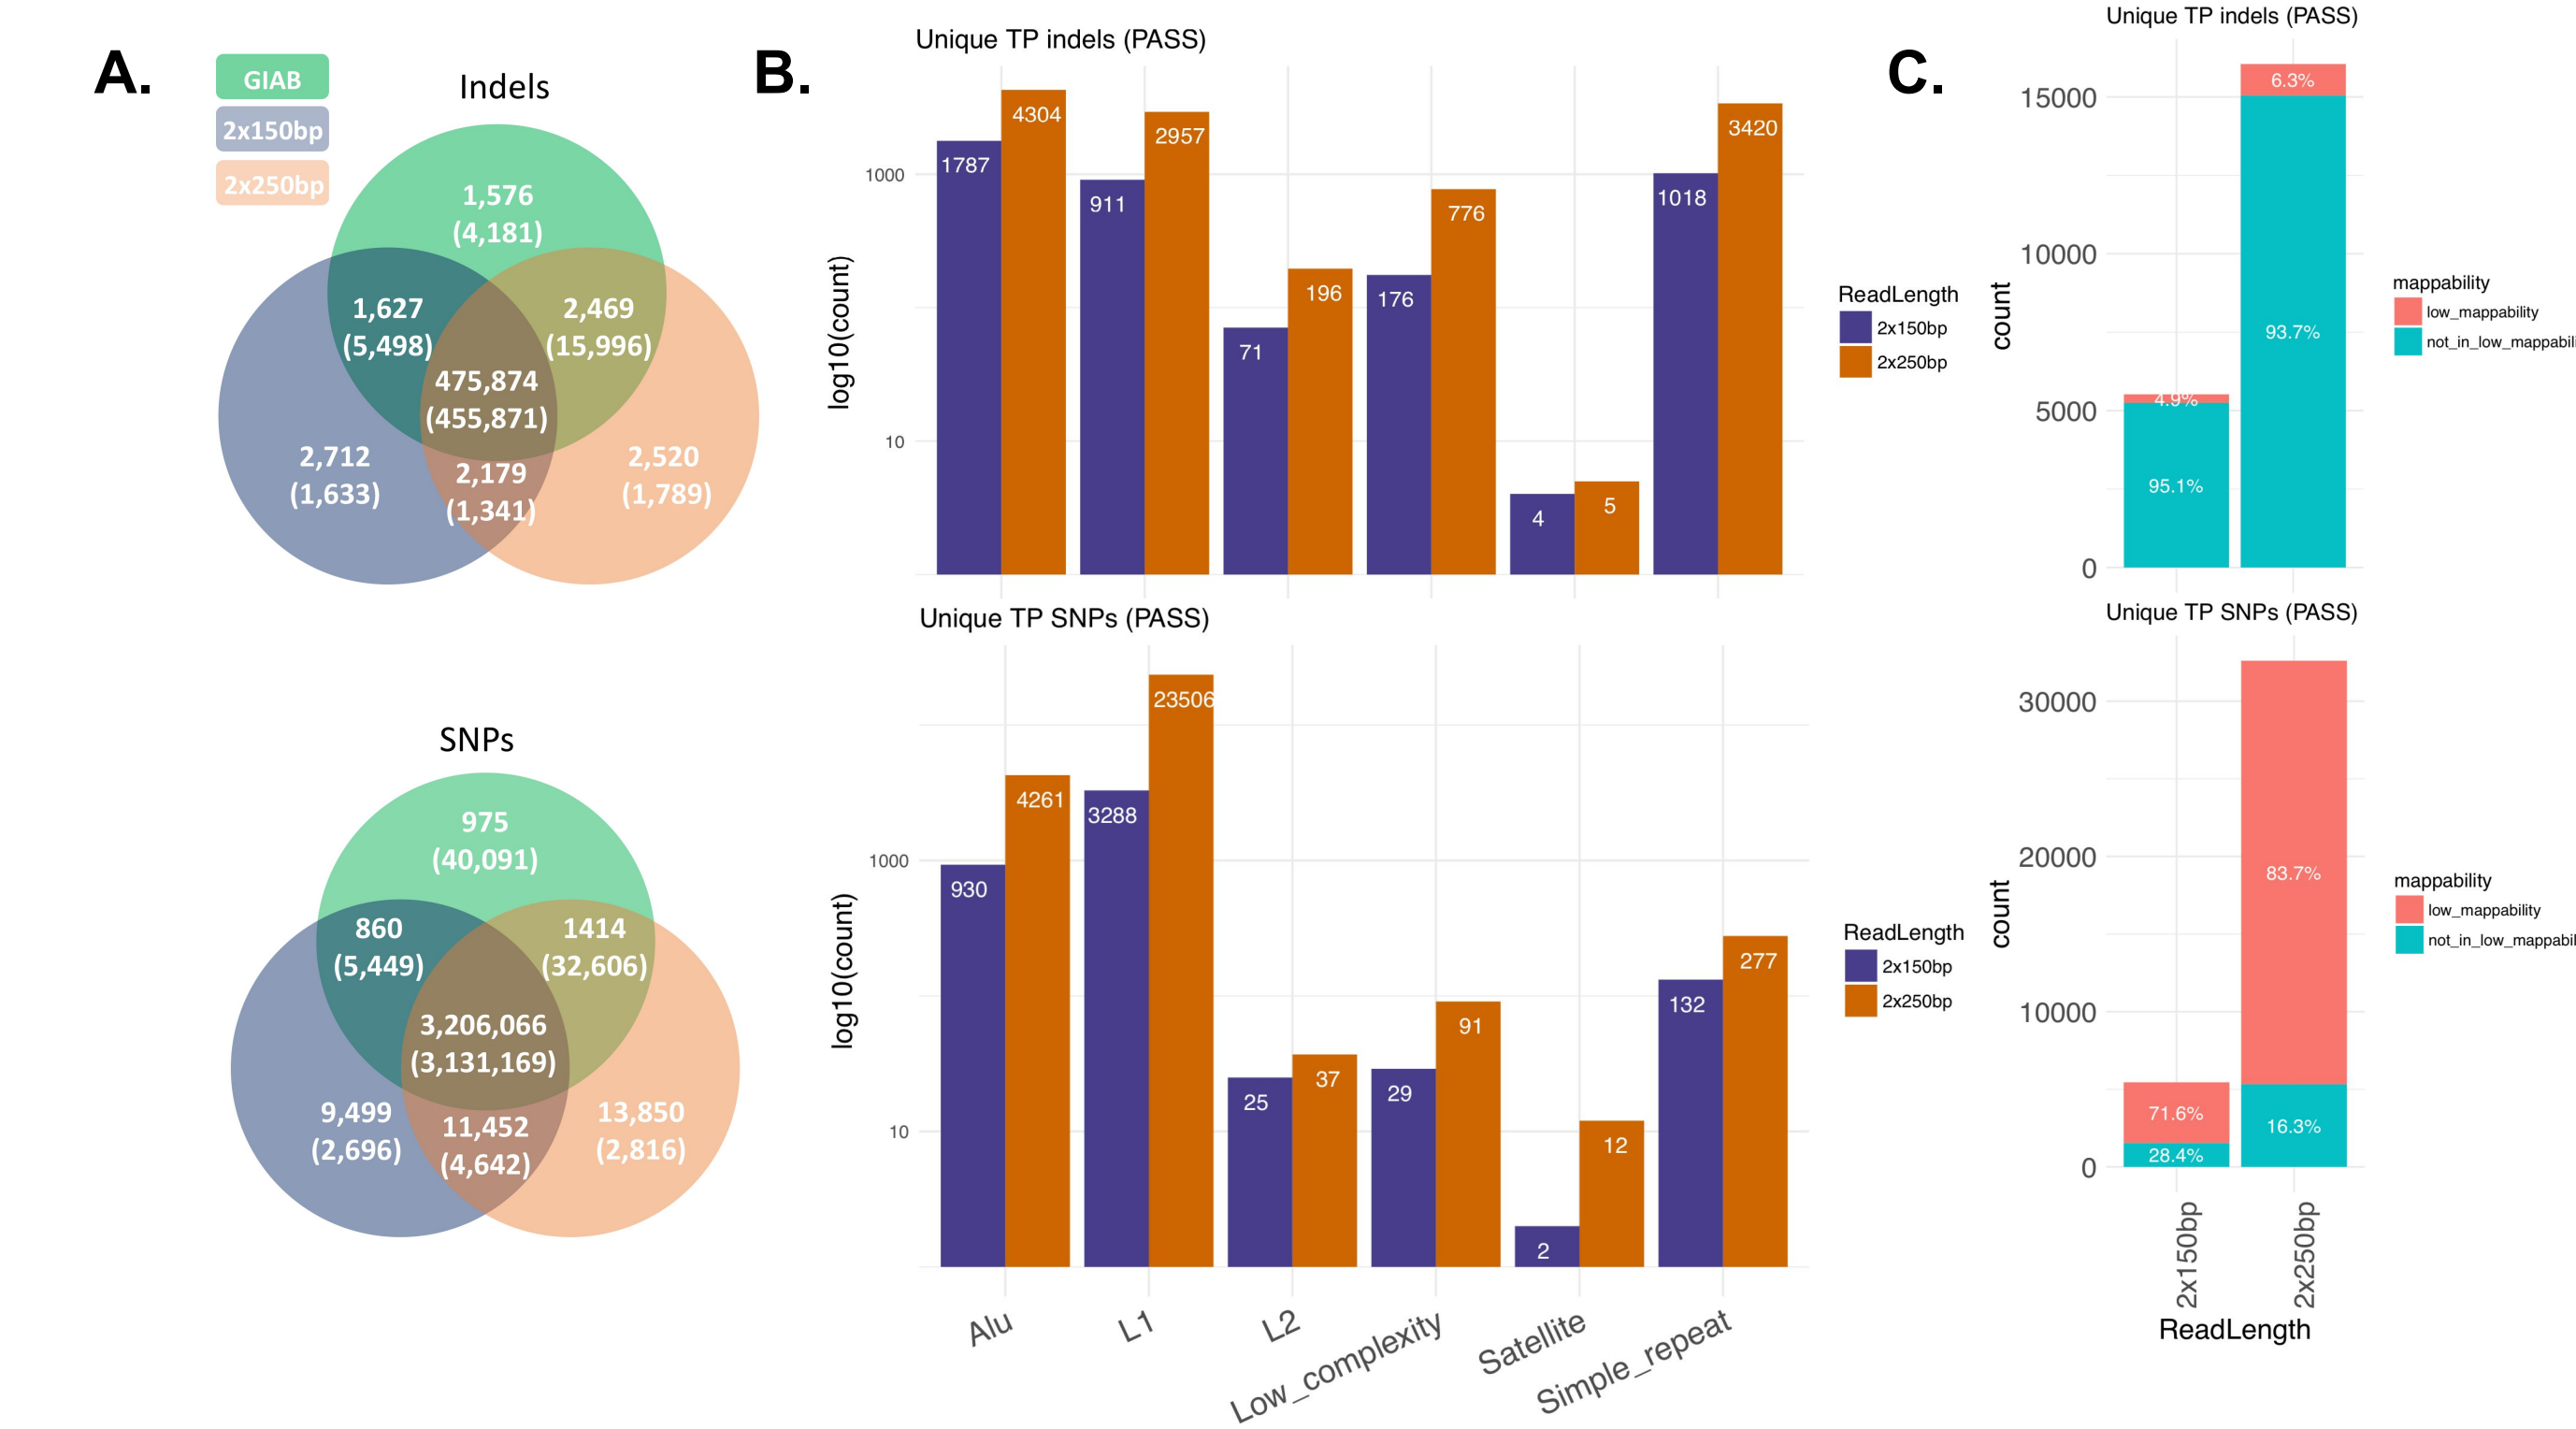 A.
GIAB
2x150bp
2x250bp
Indels
1,576
(4,181)
1,627
(5,498)
2,469
(15,996)
475,874
(455,871)
2,712
(1,633)
2,179
(1,341)
2,520
(1,789)
SNPs
975
(40,091)
860
(5,449)
1414
(32,606)
3,206,066
(3,131,169)
9,499
(2,696)
11,452
(4,642)
13,850
(2,816)
B.
Unique TP indels (PASS)
log10(count)
1000
10
1787
4304
911
2957
71
196
176
776
4
5
1018
3420
ReadLength
2x150bp
2x250bp
Unique TP SNPs (PASS)
log10(count)
1000
10
930
4261
3288
23506
25
37
29
91
2
12
132
277
Alu
L1
L2
Low_complexity
Satellite
Simple_repeat
ReadLength
2x150bp
2x250bp
C.
Unique TP indels (PASS)
count
15000
10000
5000
0
4.9%
95.1%
6.3%
93.7%
mappability
low_mappability
not_in_low_mappabili
Unique TP SNPs (PASS)
count
30000
20000
10000
0
71.6%
28.4%
83.7%
16.3%
2x150bp
2x250bp
ReadLength
mappability
low_mappability
not_in_low_mappabil